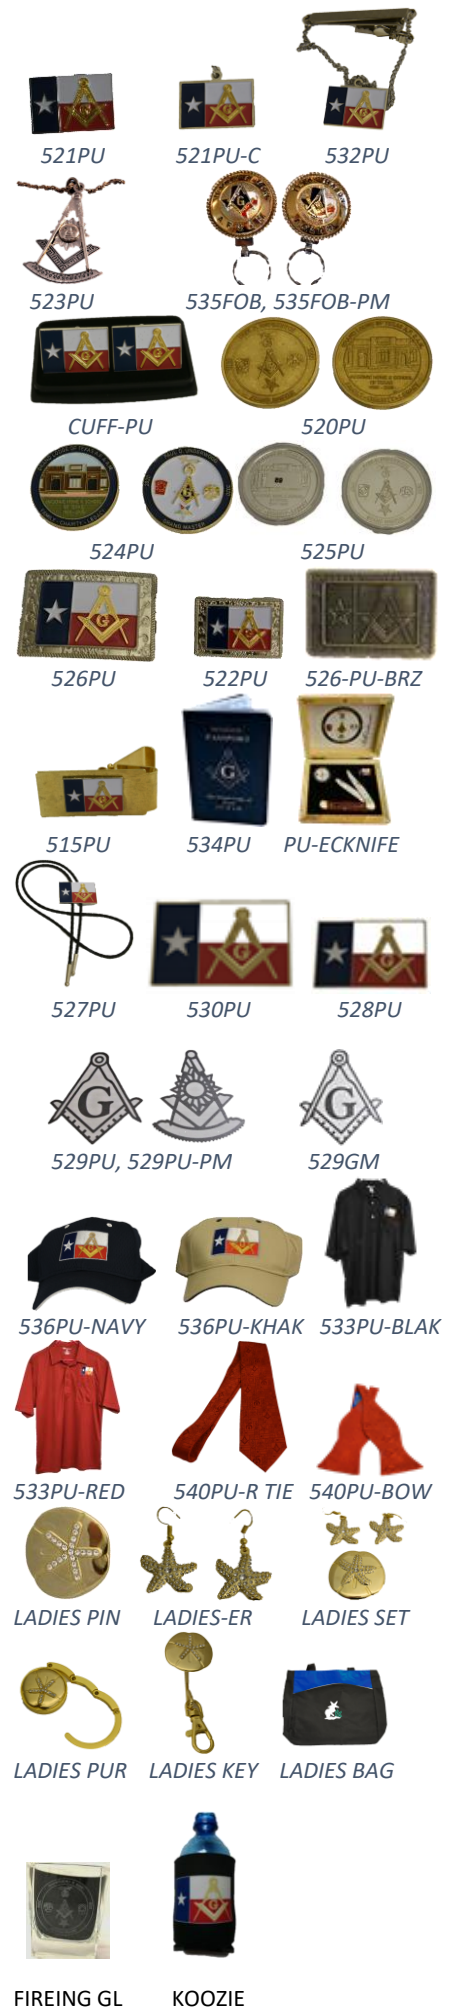 521PU 521PU-C 532PU
523PU 535FOB, 535FOB-PM
CUFF-PU 520PU
524PU 525PU
526PU 522PU 526-PU-BRZ
515PU 534PU PU-ECKNIFE
527PU 530PU 528PU
G
G
529PU, 529PU-PM 529GM
536PU-NAVY 536PU-KHAK 533PU-BLAK
533PU-RED 540PU-R TIE 540PU-BOW
LADIES PIN LADIES-ER LADIES SET
LADIES PUR LADIES KEY LADIES BAG
FIREING GL KOOZIE